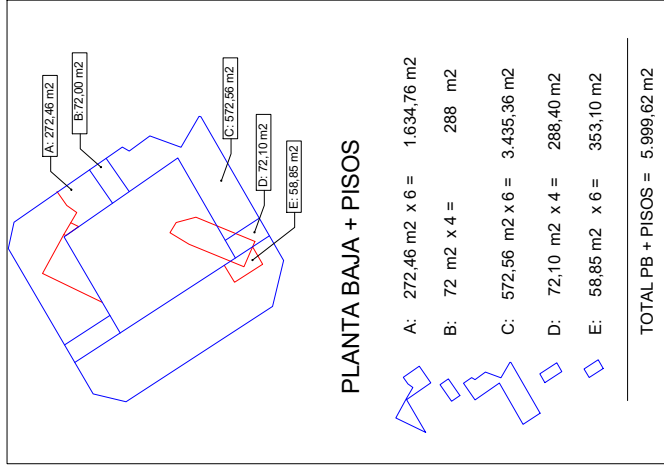 A: 272,46 m2
B:72,00 m2
C: 572,56 m2
D: 72,10 m2
E: 58,85 m2
PLANTA BAJA + PISOS
A: 272,46 m2 x 6 = 1.634,76 m2
B: 72 m2 x 4 = 288 m2
C: 572,56 m2 x 6 = 3.435,36 m2
D: 72,10 m2 x 4 = 288,40 m2
E: 58,85 m2 x 6 = 353,10 m2
TOTAL PB + PISOS = 5.999,62 m2